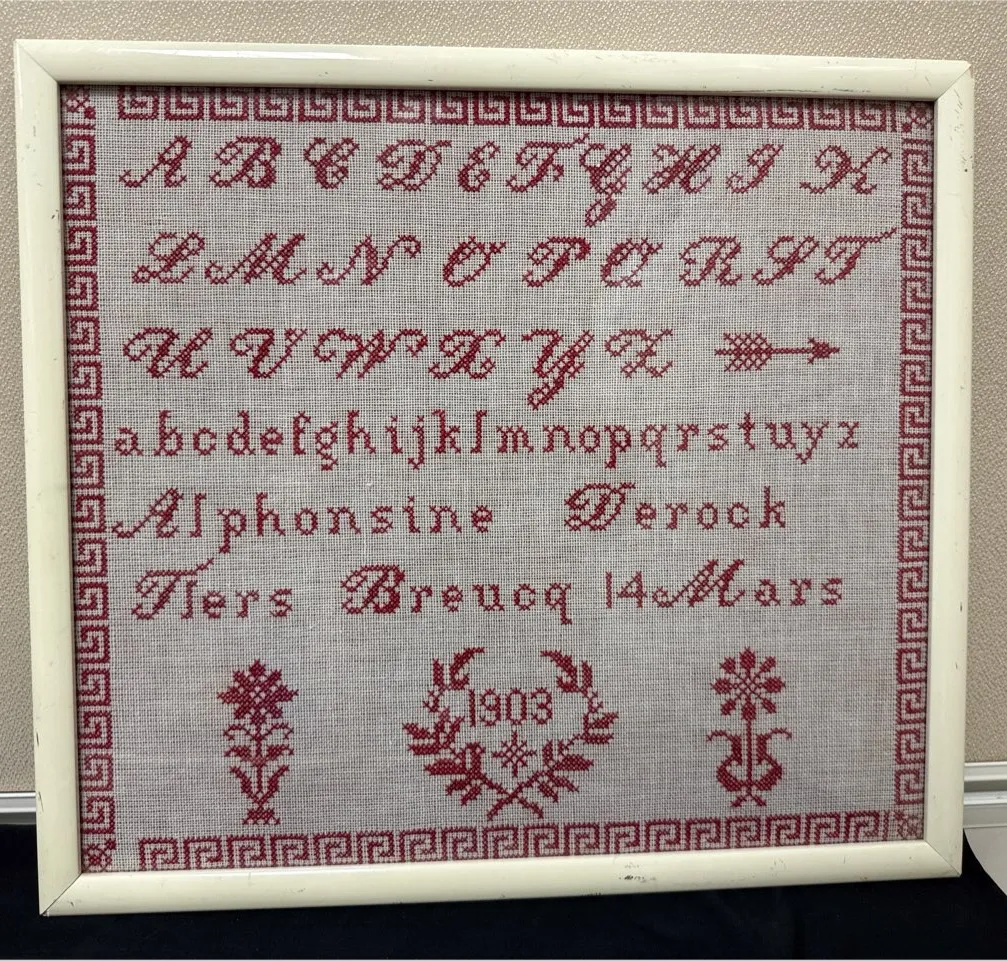 A B C D E F G H I K
L M N O P Q R S T
U V W X Y Z
abcdefghijklmnopqrstuyz
Alphonsine Derock
Tlers Breucq 14 Mars
1903